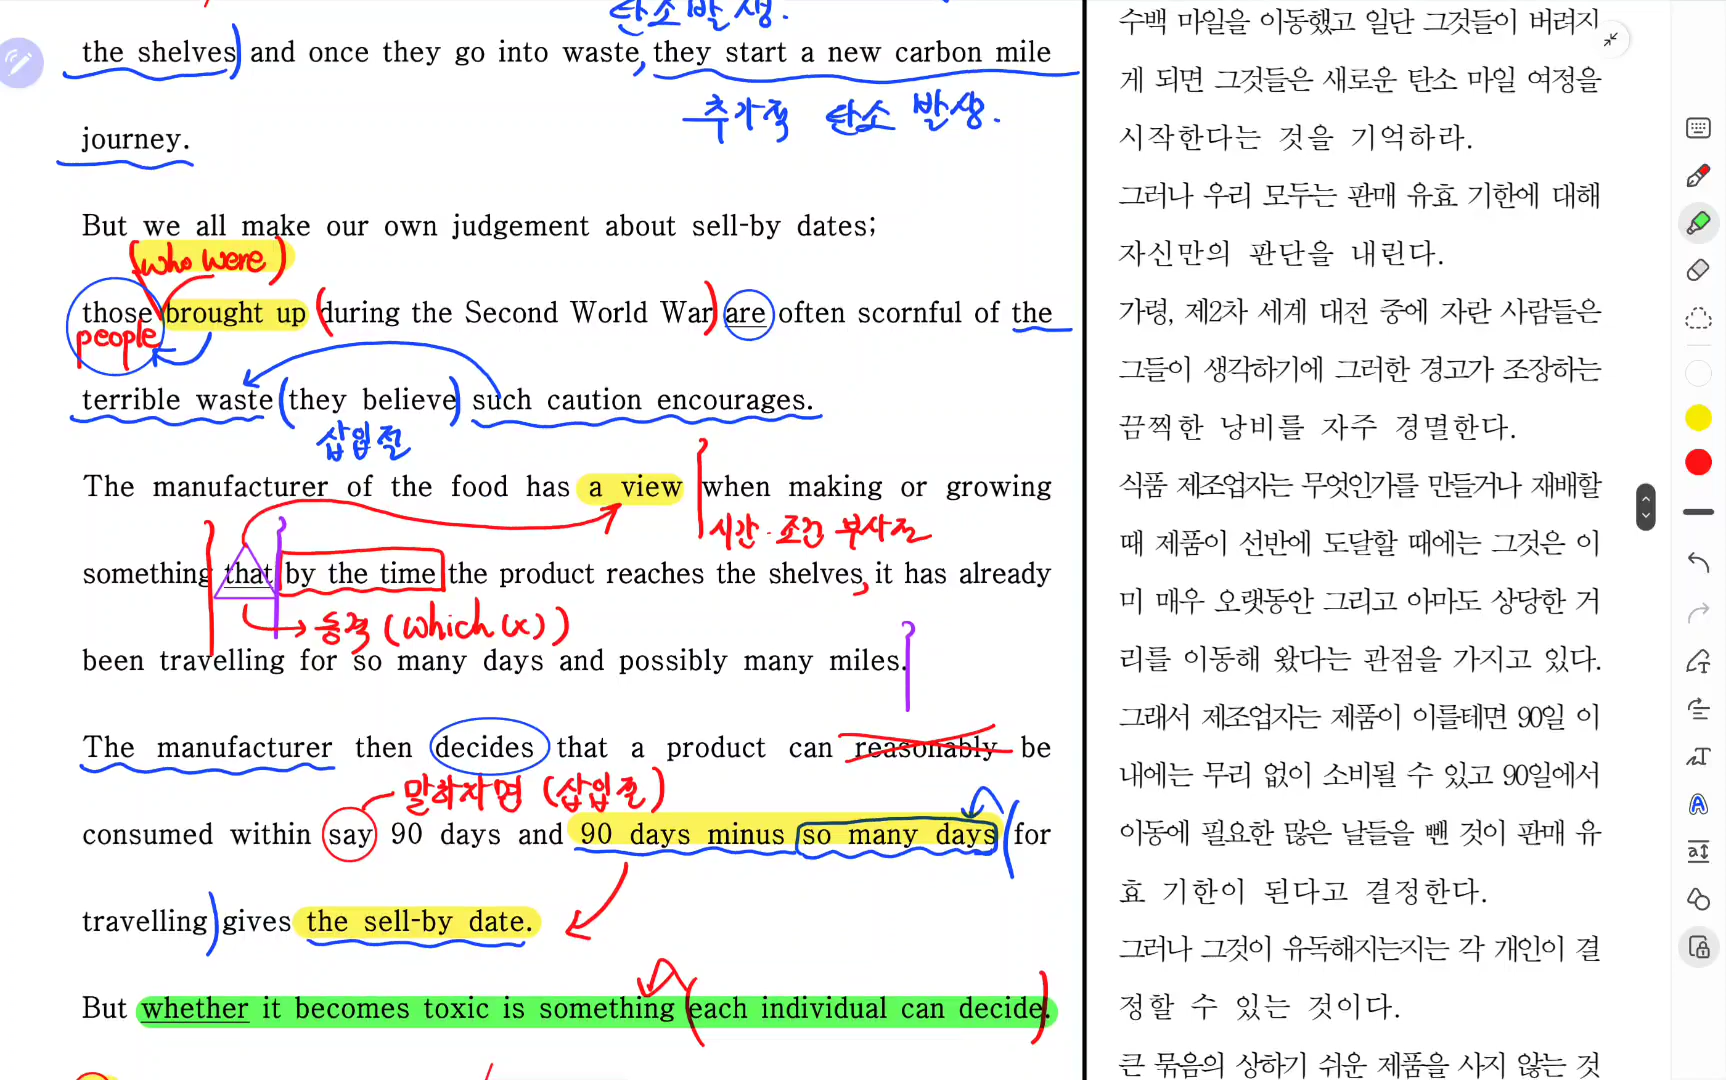 탄소발생.
the shelves) and once they go into waste, they start a new carbon mile
추가적 탄소 발생.
journey.
But we all make our own judgement about sell-by dates;
(who were)
those brought up (during the Second World War) are often scornful of the
people
terrible waste (they believe) such caution encourages.
삽입절
The manufacturer of the food has a view when making or growing
시간·조건 부사절
something that by the time the product reaches the shelves, it has already
동격 (which(x))
been travelling for so many days and possibly many miles.
The manufacturer then decides that a product can reasonably be
말하자면 (삽입절)
consumed within say 90 days and 90 days minus so many days (for
travelling) gives the sell-by date.
But whether it becomes toxic is something (each individual can decide.)
수백 마일을 이동했고 일단 그것들이 버려지
게 되면 그것들은 새로운 탄소 마일 여정을
시작한다는 것을 기억하라.
그러나 우리 모두는 판매 유효 기한에 대해
자신만의 판단을 내린다.
가령, 제2차 세계 대전 중에 자란 사람들은
그들이 생각하기에 그러한 경고가 조장하는
끔찍한 낭비를 자주 경멸한다.
식품 제조업자는 무엇인가를 만들거나 재배할
때 제품이 선반에 도달할 때에는 그것은 이
미 매우 오랫동안 그리고 아마도 상당한 거
리를 이동해 왔다는 관점을 가지고 있다.
그래서 제조업자는 제품이 이를테면 90일 이
내에는 무리 없이 소비될 수 있고 90일에서
이동에 필요한 많은 날들을 뺀 것이 판매 유
효 기한이 된다고 결정한다.
그러나 그것이 유독해지는지는 각 개인이 결
정할 수 있는 것이다.
큰 묶음의 상하기 쉬운 제품을 사지 않는 것